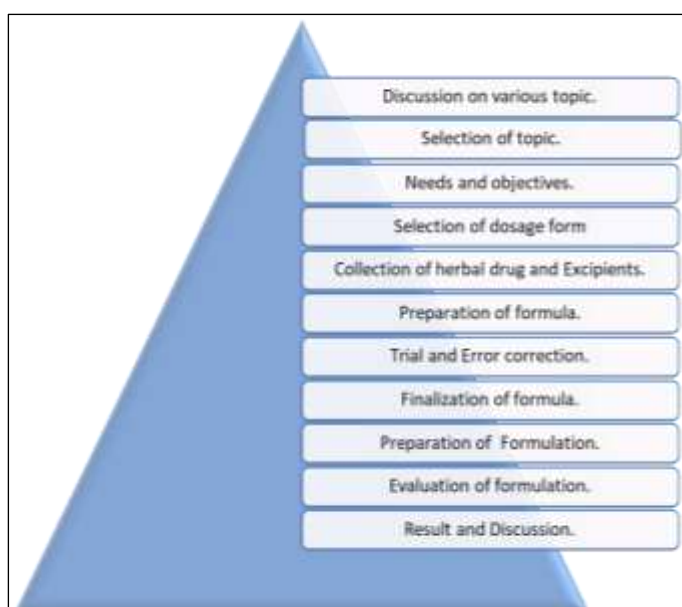 Discussion on various topic.
Selection of topic.
Needs and objectives.
Selection of dosage form
Collection of herbal drug and Excipients.
Preparation of formula.
Trial and Error correction.
Finalization of formula.
Preparation of Formulation.
Evaluation of formulation.
Result and Discussion.